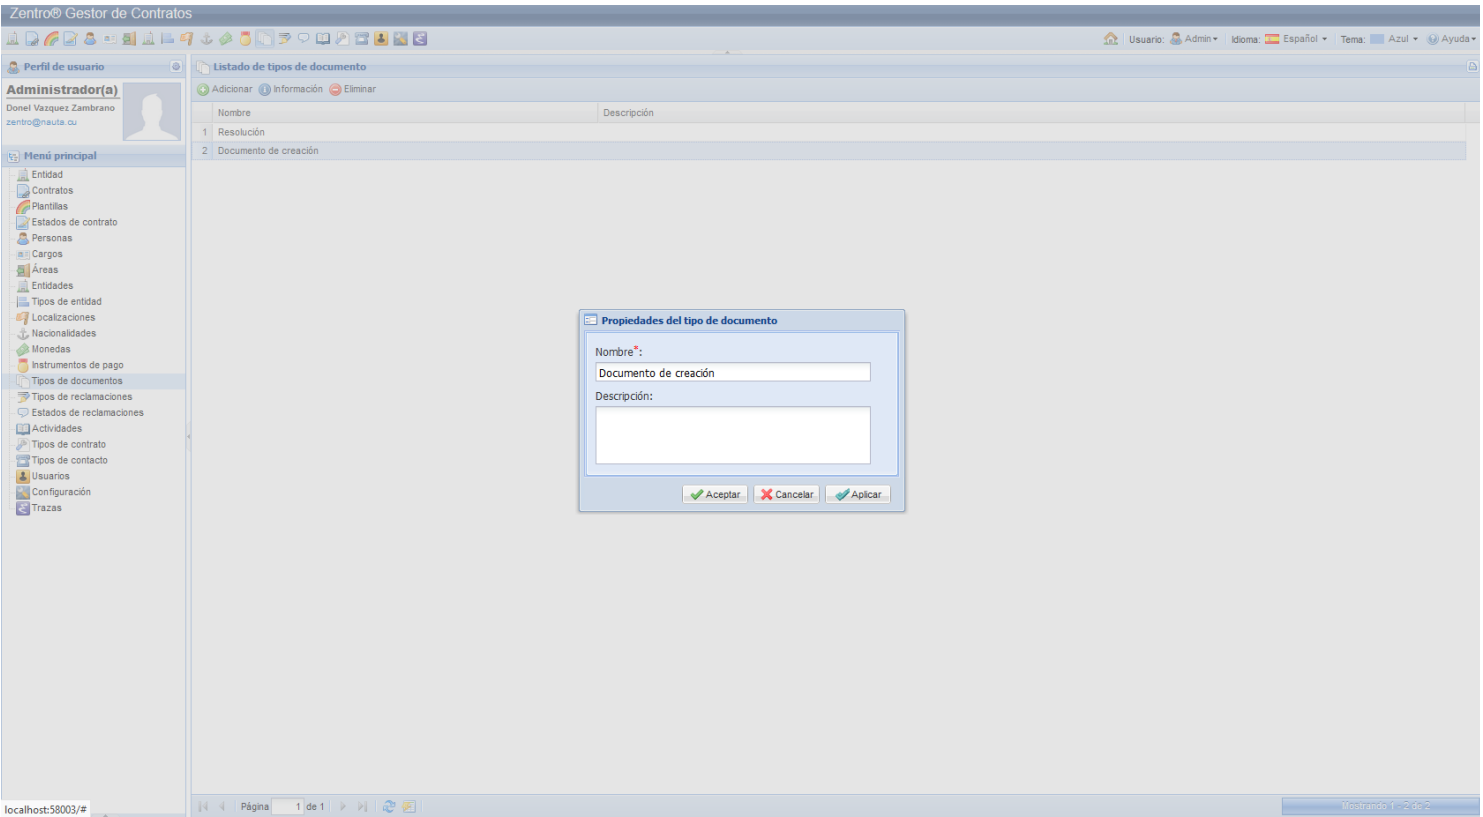 Zentro® Gestor de Contratos
Usuario: Admin Idioma: Español Tema: Azul Ayuda
Perfil de usuario
Administrador(a)
Donel Vazquez Zambrano
zentro@nauta.cu
Menú principal
Entidad
Contratos
Plantillas
Estados de contrato
Personas
Cargos
Áreas
Entidades
Tipos de entidad
Localizaciones
Nacionalidades
Monedas
Instrumentos de pago
Tipos de documentos
Tipos de reclamaciones
Estados de reclamaciones
Actividades
Tipos de contrato
Tipos de contacto
Usuarios
Configuración
Trazas
Listado de tipos de documento
Adicionar Información Eliminar
Nombre Descripción
1 Resolución
2 Documento de creación
Propiedades del tipo de documento
Nombre*:
Documento de creación
Descripción:
Aceptar Cancelar Aplicar
localhost:58003/#
Página 1 de 1
Mostrando 1 - 2 de 2